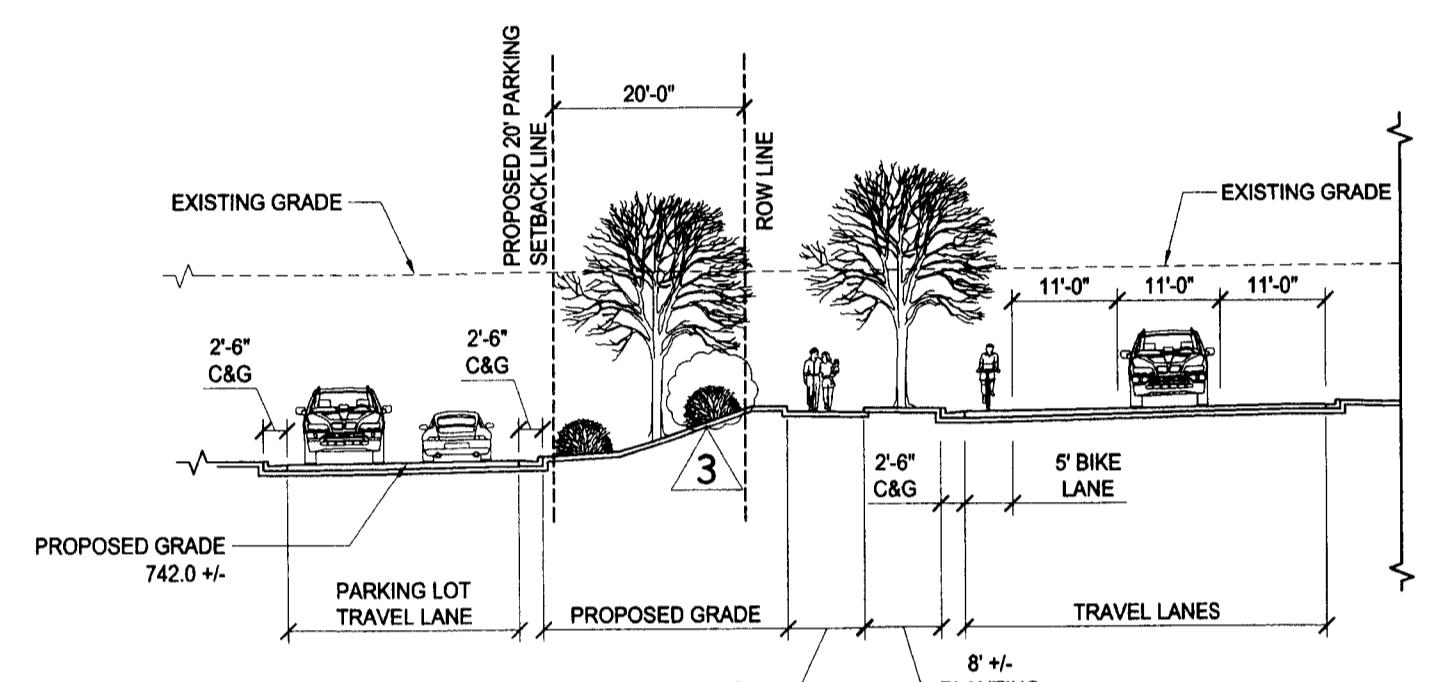 PROPOSED 20' PARKING
SETBACK LINE
20'-0"
ROW LINE
EXISTING GRADE
EXISTING GRADE
11'-0" 11'-0" 11'-0"
2'-6"
C&G
2'-6"
C&G
3
2'-6"
C&G
5' BIKE
LANE
PROPOSED GRADE
742.0 +/-
PARKING LOT
TRAVEL LANE
PROPOSED GRADE
TRAVEL LANES
8' +/-